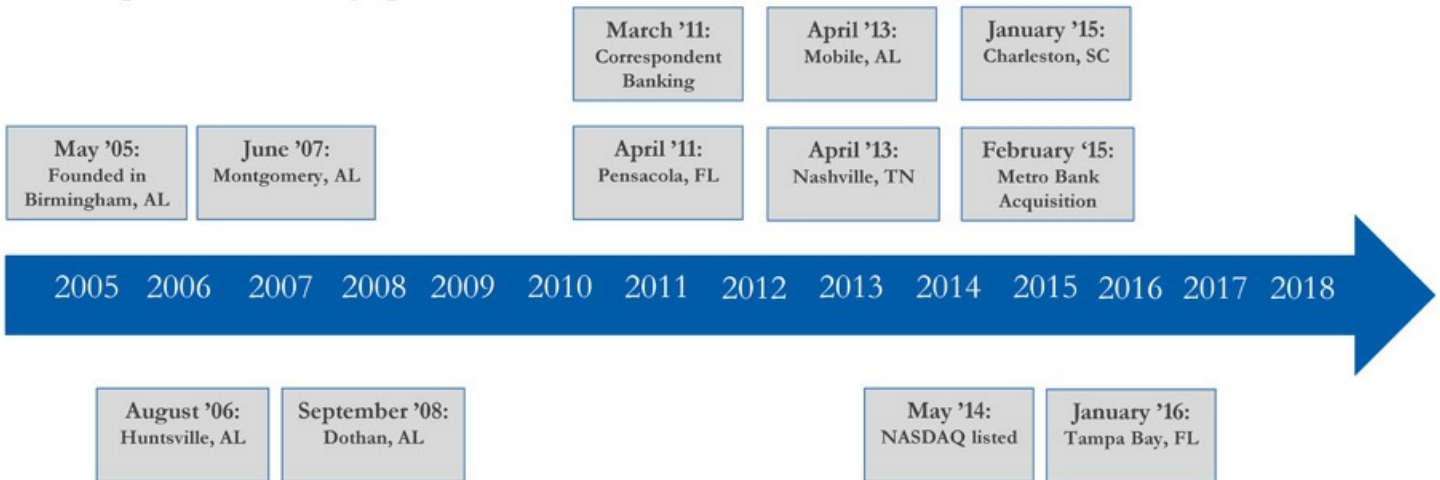 March ’11:
Correspondent
Banking
April ’13:
Mobile, AL
January ’15:
Charleston, SC
May ’05:
Founded in
Birmingham, AL
June ’07:
Montgomery, AL
April ’11:
Pensacola, FL
April ’13:
Nashville, TN
February ‘15:
Metro Bank
Acquisition
2005 2006 2007 2008 2009 2010 2011 2012 2013 2014 2015 2016 2017 2018
August ’06:
Huntsville, AL
September ’08:
Dothan, AL
May ’14:
NASDAQ listed
January ’16:
Tampa Bay, FL